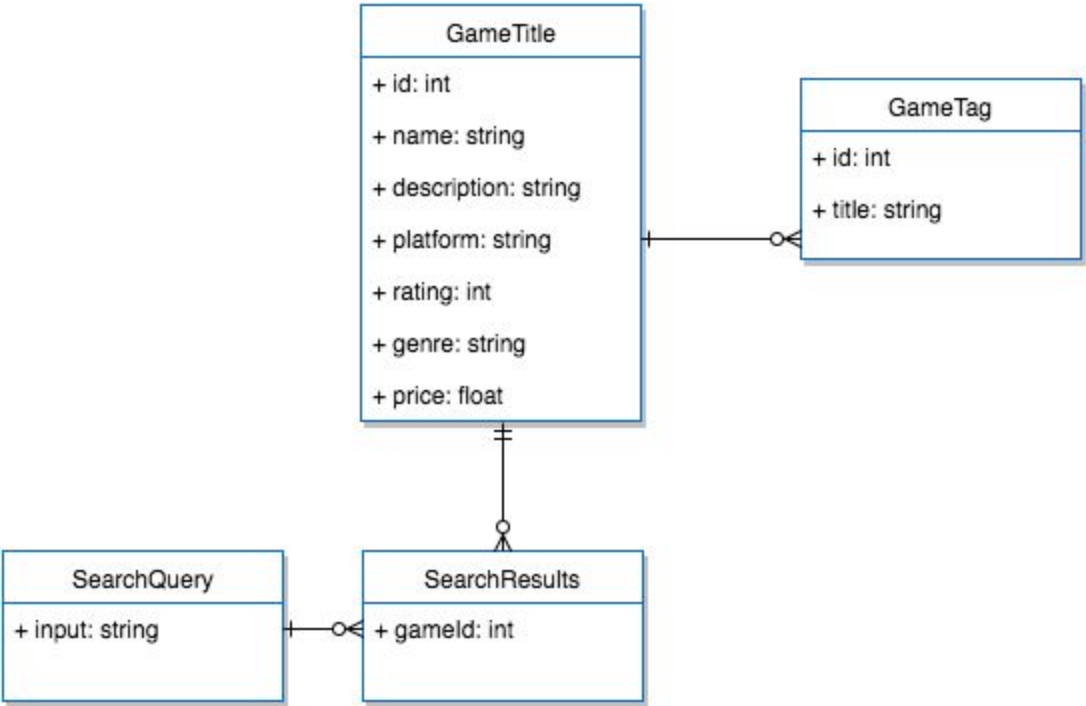 GameTitle
+ id: int
+ name: string
+ description: string
+ platform: string
+ rating: int
+ genre: string
+ price: float
GameTag
+ id: int
+ title: string
SearchQuery
+ input: string
SearchResults
+ gameId: int